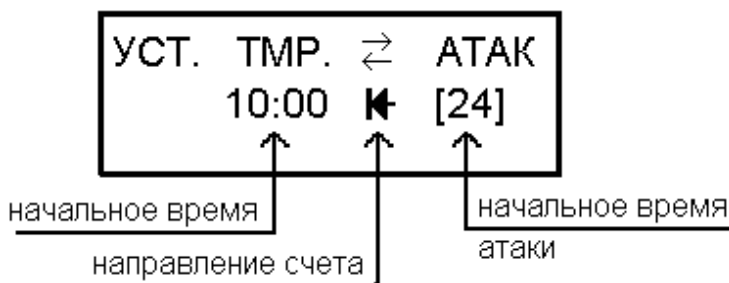 УСТ. ТМР. ⇄ АТАК
10:00 [24]
начальное время
начальное время
атаки
направление счета